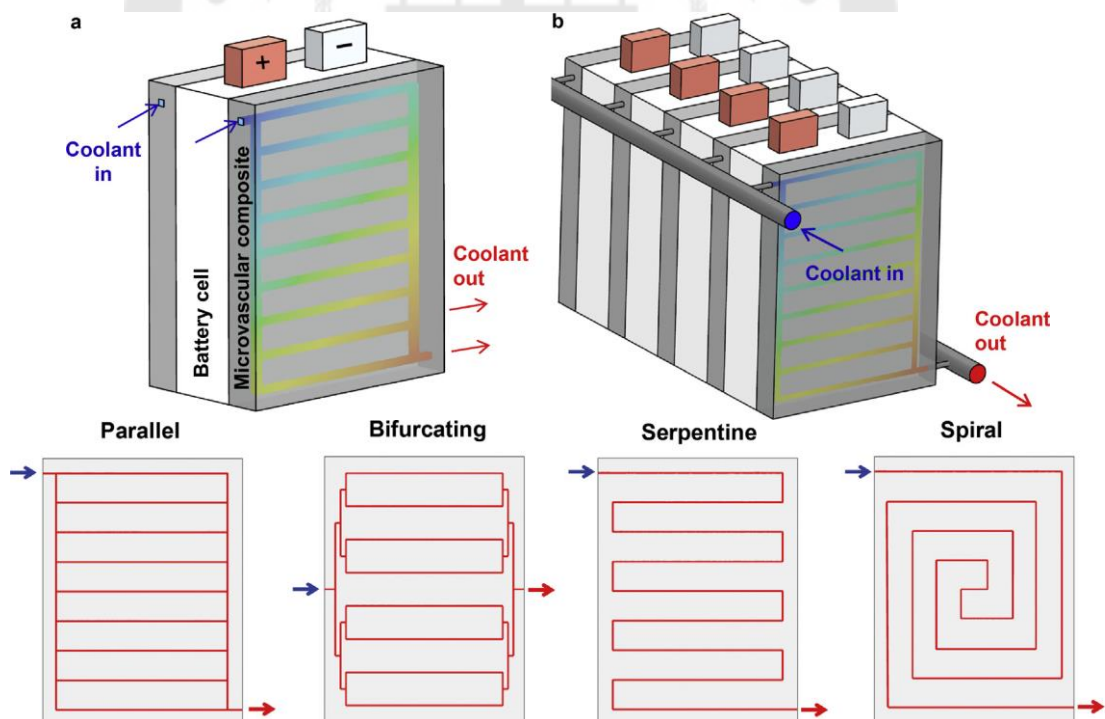 a
+
−
Coolant
in
Battery cell
Microvascular composite
Coolant
out
b
Coolant in
Coolant
out
Parallel
Bifurcating
Serpentine
Spiral